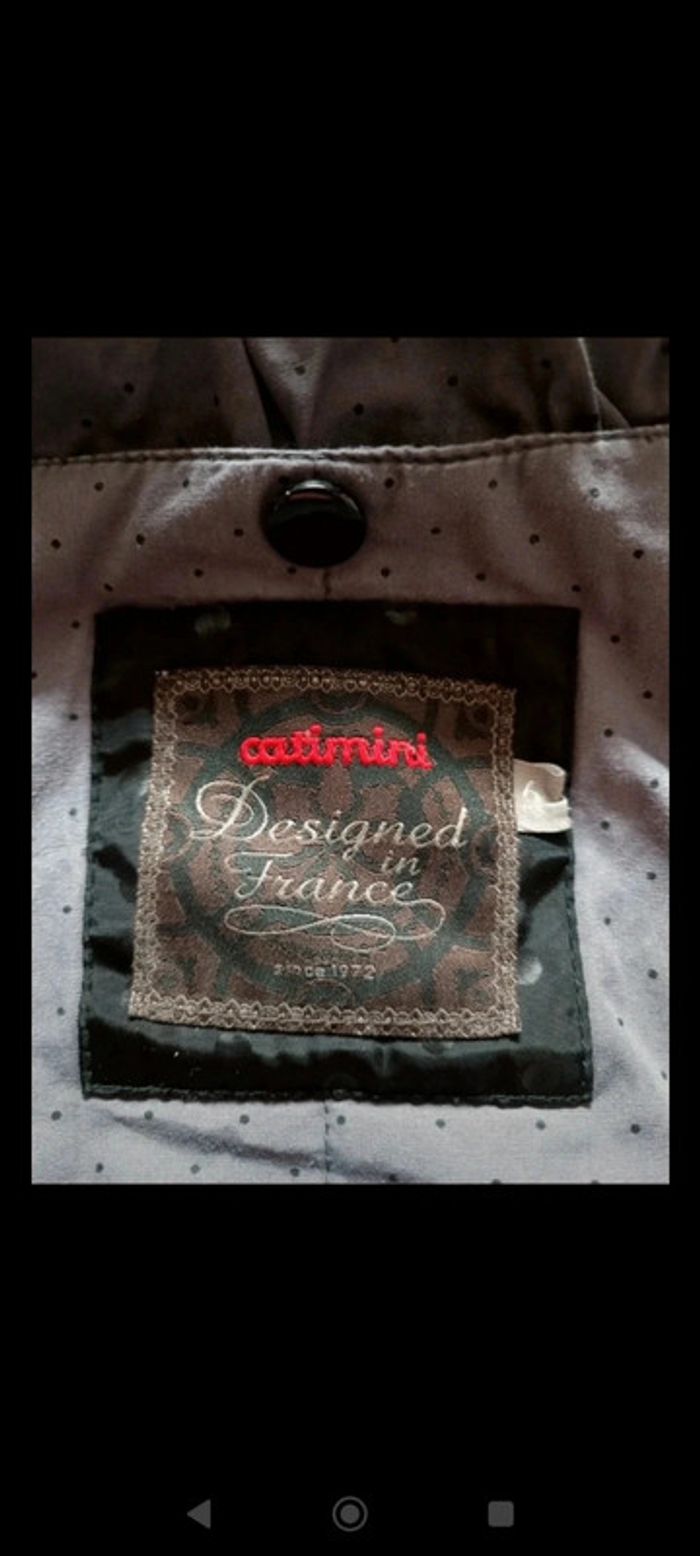 catimini
Designed
in
France
since 1972